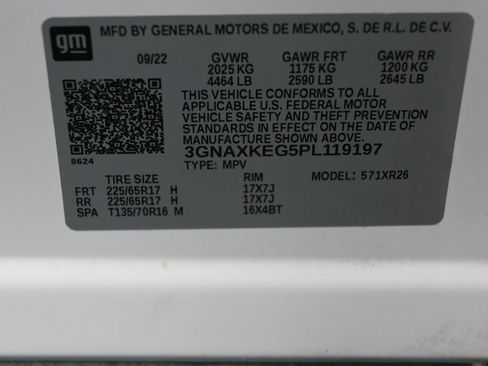 gm
MFD BY GENERAL MOTORS DE MEXICO, S. DE R.L. DE C.V.
09/22 GVWR GAWR FRT GAWR RR
2025 KG 1175 KG 1200 KG
4464 LB 2590 LB 2645 LB
THIS VEHICLE CONFORMS TO ALL
APPLICABLE U.S. FEDERAL MOTOR
VEHICLE SAFETY AND THEFT PREVENTION
STANDARDS IN EFFECT ON THE DATE OF
MANUFACTURE SHOWN ABOVE.
8624
3GNAXKEG5PL119197
TYPE: MPV MODEL: 571XR26
TIRE SIZE RIM
FRT 225/65R17 H 17X7J
RR 225/65R17 H 17X7J
SPA T135/70R16 M 16X4BT